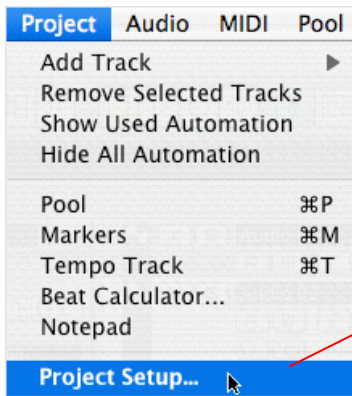 Project Audio MIDI Pool
Add Track ▶
Remove Selected Tracks
Show Used Automation
Hide All Automation
Pool ⌘P
Markers ⌘M
Tempo Track ⌘T
Beat Calculator...
Notepad
Project Setup...